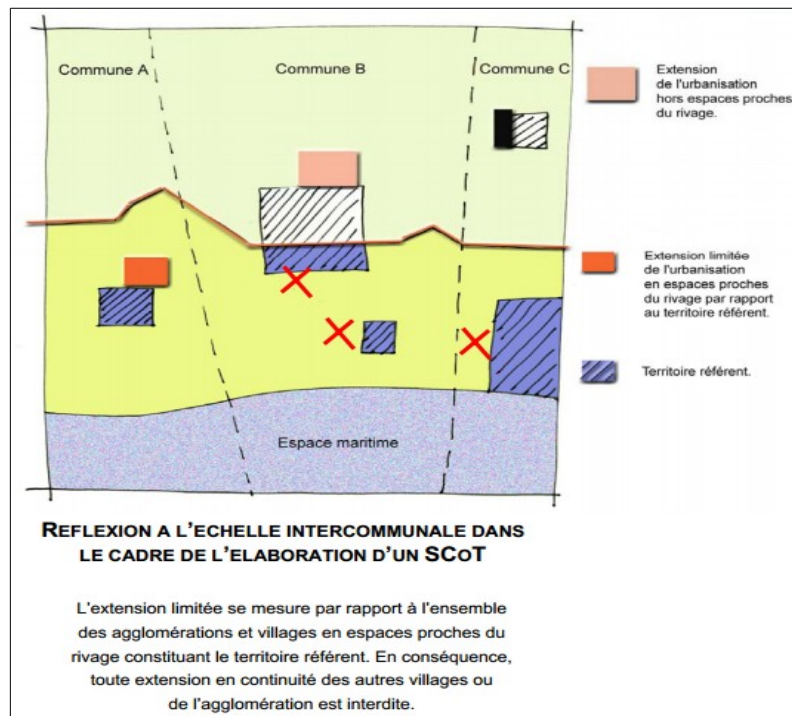 Commune A
Commune B
Commune C
Extension
de l'urbanisation
hors espaces proches
du rivage.
Extension limitée
de l'urbanisation
en espaces proches
du rivage par rapport
au territoire référent.
Territoire référent.
Espace maritime
REFLEXION A L'ECHELLE INTERCOMMUNALE DANS
LE CADRE DE L'ELABORATION D'UN SCOT
L'extension limitée se mesure par rapport à l'ensemble
des agglomérations et villages en espaces proches du
rivage constituant le territoire référent. En conséquence,
toute extension en continuité des autres villages ou
de l'agglomération est interdite.